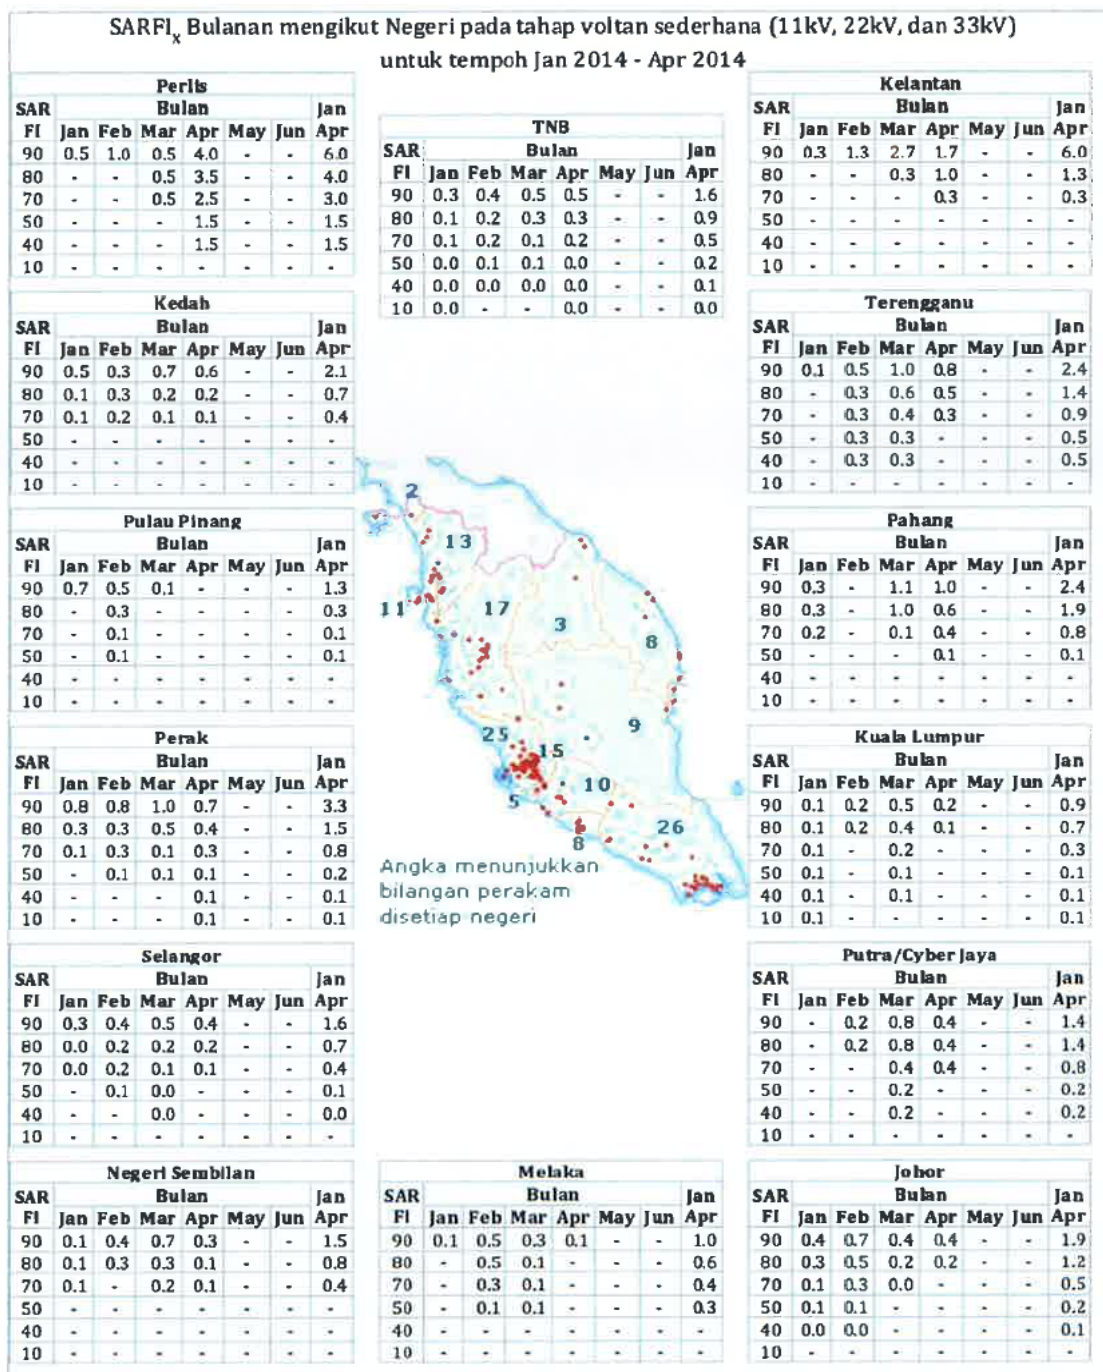 SARFIx Bulanan mengikut Negeri pada tahap voltan sederhana (11kV, 22kV, dan 33kV)
untuk tempoh Jan 2014 - Apr 2014
Perlis
SAR Bulan Jan
FI Jan Feb Mar Apr May Jun Apr
90 0.5 1.0 0.5 4.0 - - 6.0
80 - - 0.5 3.5 - - 4.0
70 - - 0.5 2.5 - - 3.0
50 - - - 1.5 - - 1.5
40 - - - 1.5 - - 1.5
10 - - - - - - -
TNB
SAR Bulan Jan
FI Jan Feb Mar Apr May Jun Apr
90 0.3 0.4 0.5 0.5 - - 1.6
80 0.1 0.2 0.3 0.3 - - 0.9
70 0.1 0.2 0.1 0.2 - - 0.5
50 0.0 0.1 0.1 0.0 - - 0.2
40 0.0 0.0 0.0 0.0 - - 0.1
10 0.0 - - 0.0 - - 0.0
Kelantan
SAR Bulan Jan
FI Jan Feb Mar Apr May Jun Apr
90 0.3 1.3 2.7 1.7 - - 6.0
80 - - 0.3 1.0 - - 1.3
70 - - - 0.3 - - 0.3
50 - - - - - - -
40 - - - - - - -
10 - - - - - - -
Kedah
SAR Bulan Jan
FI Jan Feb Mar Apr May Jun Apr
90 0.5 0.3 0.7 0.6 - - 2.1
80 0.1 0.3 0.2 0.2 - - 0.7
70 0.1 0.2 0.1 0.1 - - 0.4
50 - - - - - - -
40 - - - - - - -
10 - - - - - - -
Terengganu
SAR Bulan Jan
FI Jan Feb Mar Apr May Jun Apr
90 0.1 0.5 1.0 0.8 - - 2.4
80 - 0.3 0.6 0.5 - - 1.4
70 - 0.3 0.4 0.3 - - 0.9
50 - 0.3 0.3 - - - 0.5
40 - 0.3 0.3 - - - 0.5
10 - - - - - - -
Pulau Pinang
SAR Bulan Jan
FI Jan Feb Mar Apr May Jun Apr
90 0.7 0.5 0.1 - - - 1.3
80 - 0.3 - - - - 0.3
70 - 0.1 - - - - 0.1
50 - 0.1 - - - - 0.1
40 - - - - - - -
10 - - - - - - -
2
13
11
17
3
8
9
25
15
5
10
8
26
Angka menunjukkan
bilangan perakam
disetiap negeri
Pahang
SAR Bulan Jan
FI Jan Feb Mar Apr May Jun Apr
90 0.3 - 1.1 1.0 - - 2.4
80 0.3 - 1.0 0.6 - - 1.9
70 0.2 - 0.1 0.4 - - 0.8
50 - - - 0.1 - - 0.1
40 - - - - - - -
10 - - - - - - -
Perak
SAR Bulan Jan
FI Jan Feb Mar Apr May Jun Apr
90 0.8 0.8 1.0 0.7 - - 3.3
80 0.3 0.3 0.5 0.4 - - 1.5
70 0.1 0.3 0.1 0.3 - - 0.8
50 - 0.1 0.1 0.1 - - 0.2
40 - - - 0.1 - - 0.1
10 - - - 0.1 - - 0.1
Kuala Lumpur
SAR Bulan Jan
FI Jan Feb Mar Apr May Jun Apr
90 0.1 0.2 0.5 0.2 - - 0.9
80 0.1 0.2 0.4 0.1 - - 0.7
70 0.1 - 0.2 - - - 0.3
50 0.1 - 0.1 - - - 0.1
40 0.1 - 0.1 - - - 0.1
10 0.1 - - - - - 0.1
Selangor
SAR Bulan Jan
FI Jan Feb Mar Apr May Jun Apr
90 0.3 0.4 0.5 0.4 - - 1.6
80 0.0 0.2 0.2 0.2 - - 0.7
70 0.0 0.2 0.1 0.1 - - 0.4
50 - 0.1 0.0 - - - 0.1
40 - - 0.0 - - - 0.0
10 - - - - - - -
Putra/Cyber Jaya
SAR Bulan Jan
FI Jan Feb Mar Apr May Jun Apr
90 - 0.2 0.8 0.4 - - 1.4
80 - 0.2 0.8 0.4 - - 1.4
70 - - 0.4 0.4 - - 0.8
50 - - 0.2 - - - 0.2
40 - - 0.2 - - - 0.2
10 - - - - - - -
Negeri Sembilan
SAR Bulan Jan
FI Jan Feb Mar Apr May Jun Apr
90 0.1 0.4 0.7 0.3 - - 1.5
80 0.1 0.3 0.3 0.1 - - 0.8
70 0.1 - 0.2 0.1 - - 0.4
50 - - - - - - -
40 - - - - - - -
10 - - - - - - -
Melaka
SAR Bulan Jan
FI Jan Feb Mar Apr May Jun Apr
90 0.1 0.5 0.3 0.1 - - 1.0
80 - 0.5 0.1 - - - 0.6
70 - 0.3 0.1 - - - 0.4
50 - 0.1 0.1 - - - 0.3
40 - - - - - - -
10 - - - - - - -
Johor
SAR Bulan Jan
FI Jan Feb Mar Apr May Jun Apr
90 0.4 0.7 0.4 0.4 - - 1.9
80 0.3 0.5 0.2 0.2 - - 1.2
70 0.1 0.3 0.0 - - - 0.5
50 0.1 0.1 - - - - 0.2
40 0.0 0.0 - - - - 0.1
10 - - - - - - -